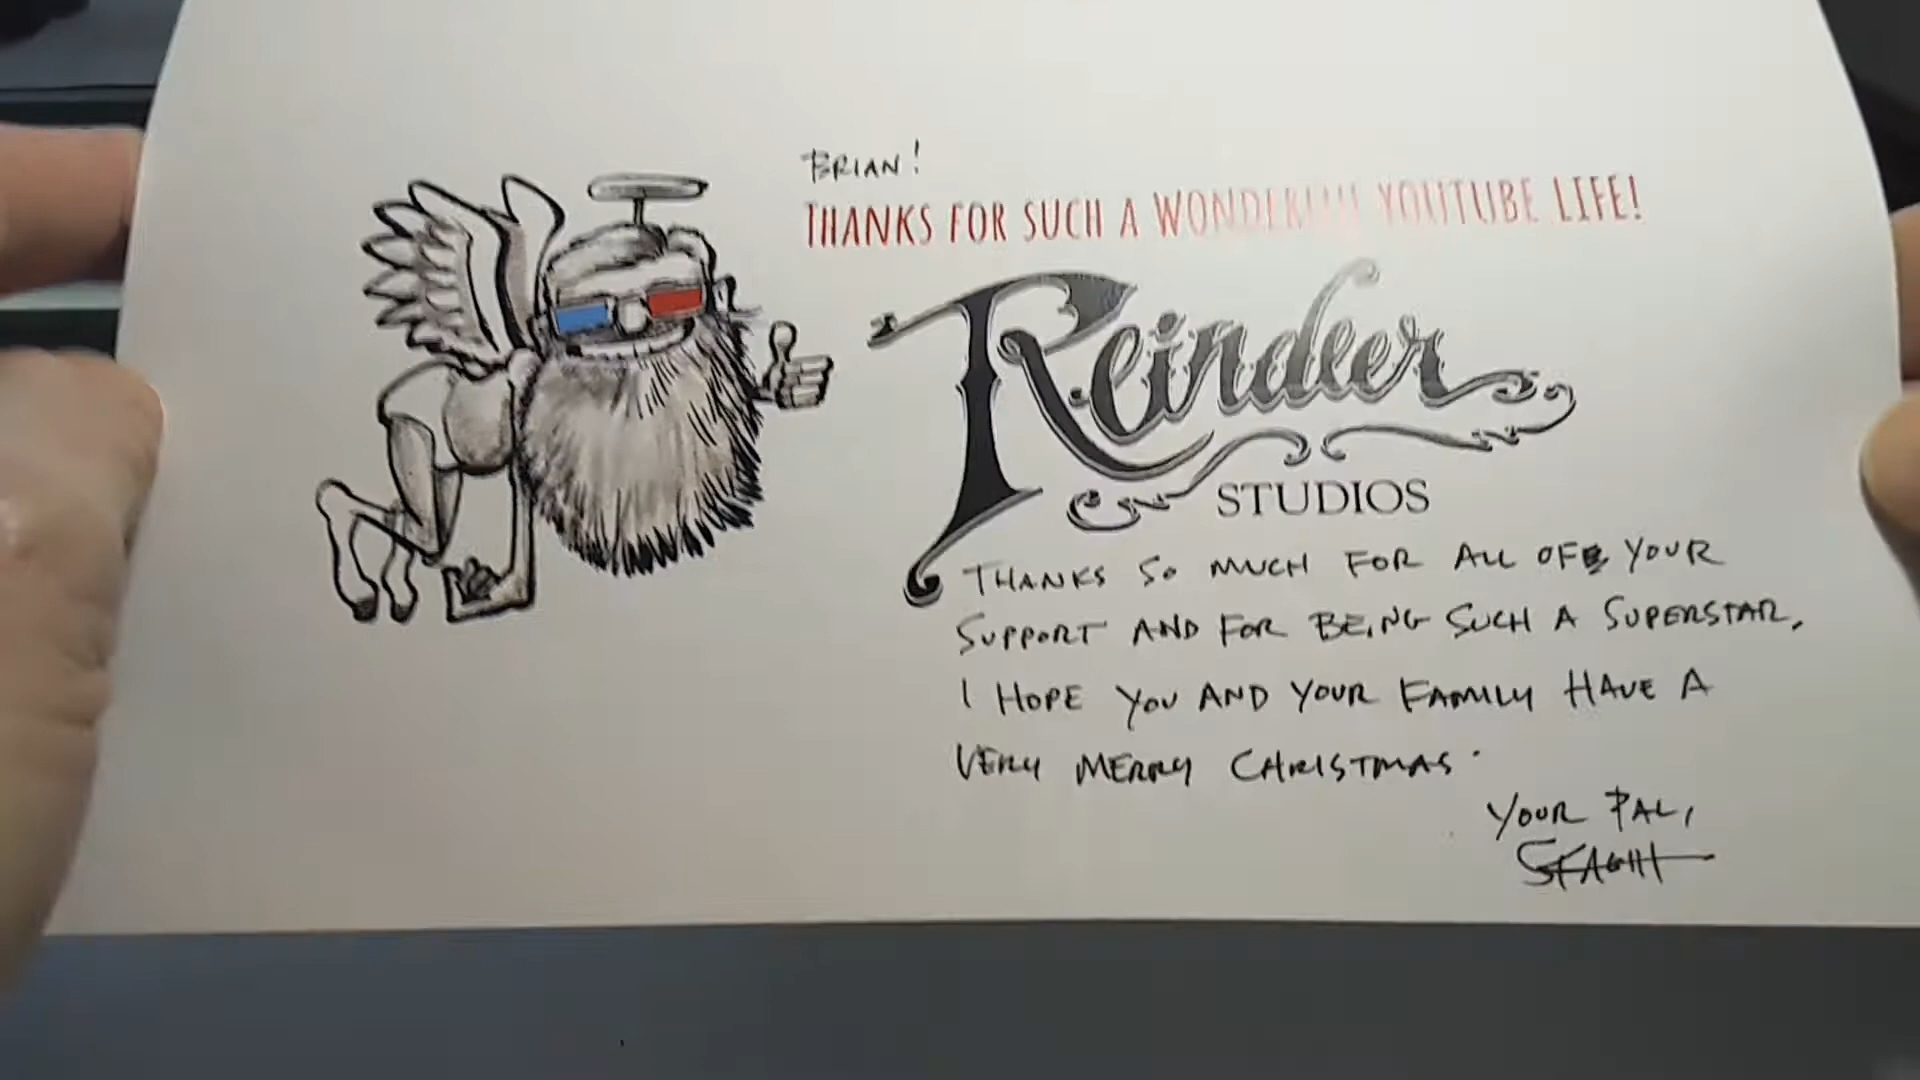 BRIAN!
THANKS FOR SUCH A WONDERFUL YOUTUBE LIFE!
Reindeer
STUDIOS
THANKS SO MUCH FOR ALL OF YOUR
SUPPORT AND FOR BEING SUCH A SUPERSTAR.
I HOPE YOU AND YOUR FAMILY HAVE A
VERY MERRY CHRISTMAS.
YOUR PAL,